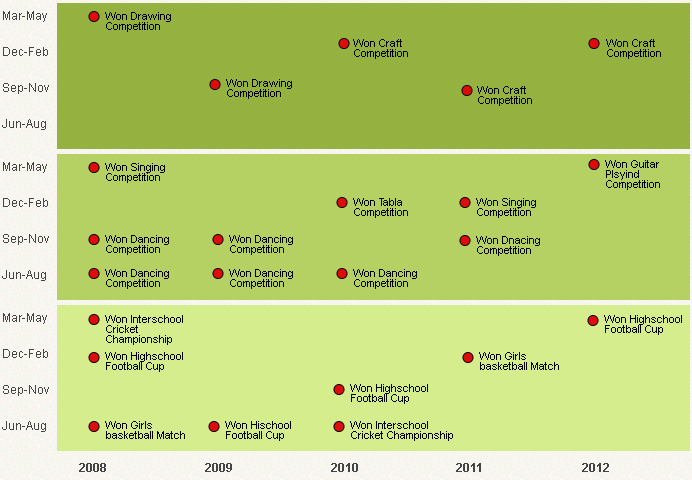 Mar-May
Won Drawing
Competition
Dec-Feb
Won Craft
Competition
Won Craft
Competition
Sep-Nov
Won Drawing
Competition
Won Craft
Competition
Jun-Aug
Mar-May
Won Singing
Competition
Won Guitar
Plsyind
Competition
Dec-Feb
Won Tabla
Competition
Won Singing
Competition
Sep-Nov
Won Dancing
Competition
Won Dancing
Competition
Won Dnacing
Competition
Jun-Aug
Won Dancing
Competition
Won Dancing
Competition
Won Dancing
Competition
Mar-May
Won Interschool
Cricket
Championship
Won Highschool
Football Cup
Dec-Feb
Won Highschool
Football Cup
Won Girls
basketball Match
Sep-Nov
Won Highschool
Football Cup
Jun-Aug
Won Girls
basketball Match
Won Hischool
Football Cup
Won Interschool
Cricket Championship
2008 2009 2010 2011 2012